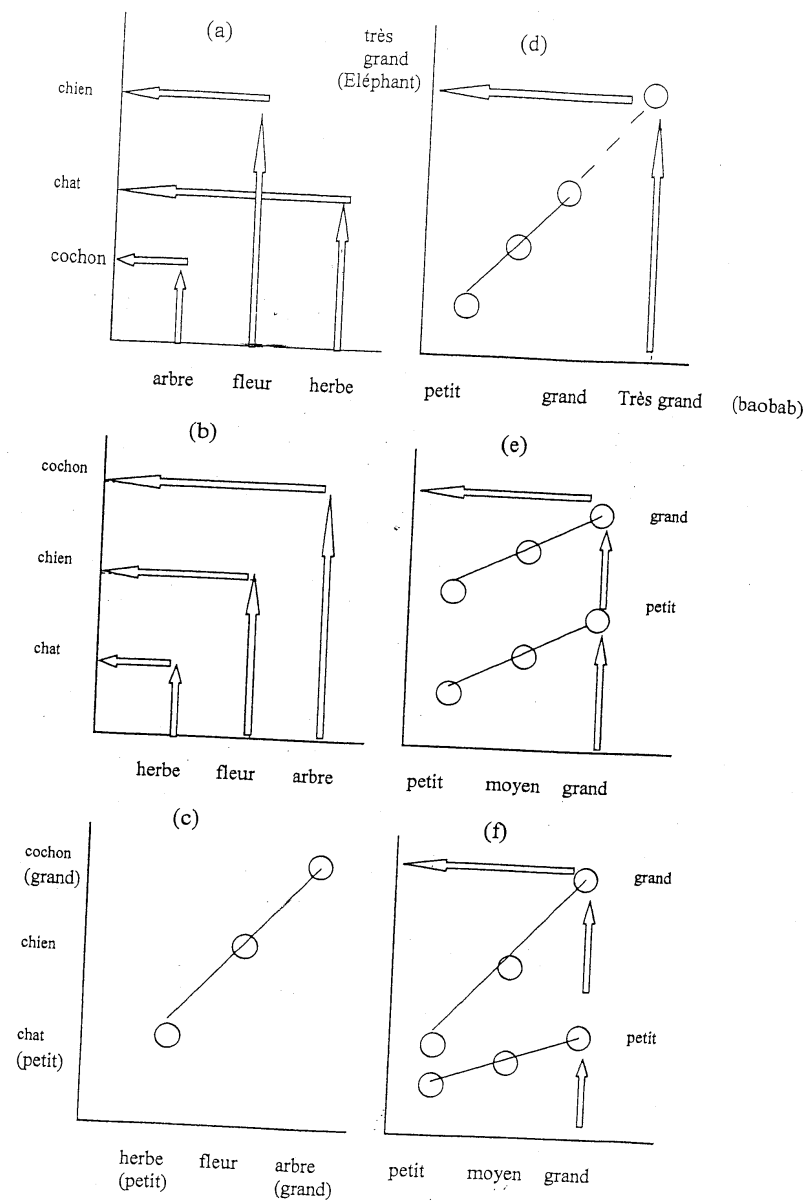 (a)
chien
chat
cochon
arbre fleur herbe
(d)
très
grand
(Eléphant)
petit grand Très grand (baobab)
(b)
cochon
chien
chat
herbe fleur arbre
(e)
grand
petit
petit moyen grand
(c)
cochon
(grand)
chien
chat
(petit)
herbe fleur arbre
(petit) (grand)
(f)
grand
petit
petit moyen grand